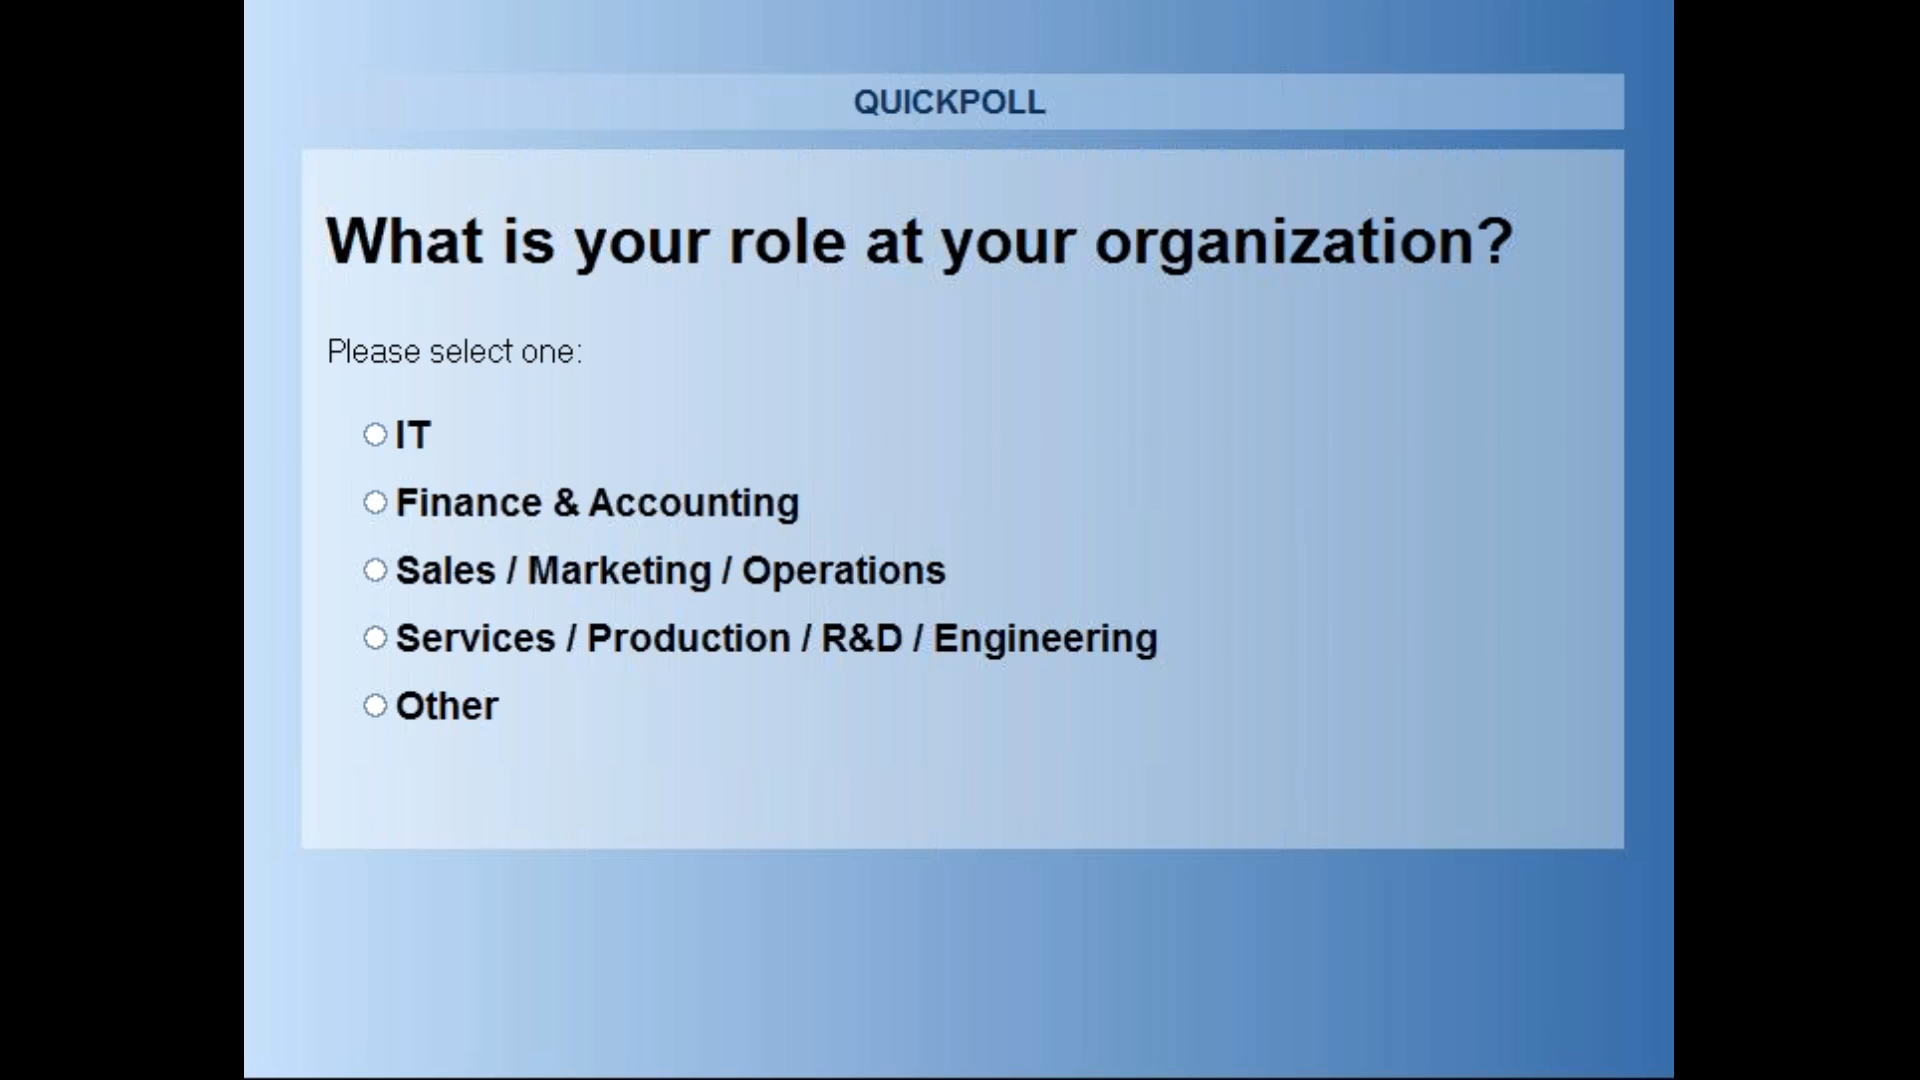 QUICKPOLL
What is your role at your organization?
Please select one:
IT
Finance & Accounting
Sales / Marketing / Operations
Services / Production / R&D / Engineering
Other